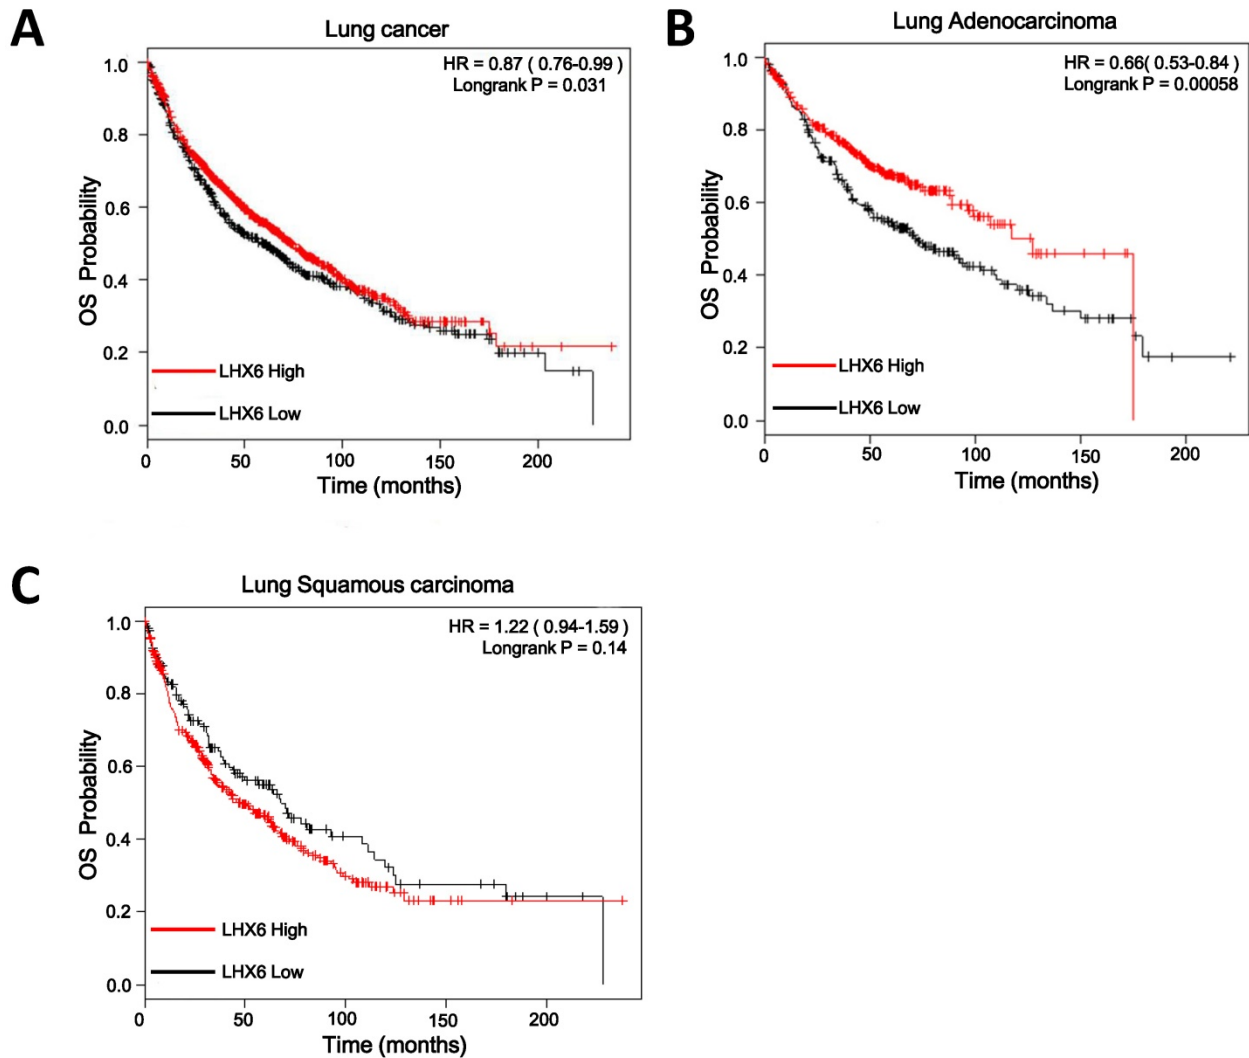 A
Lung cancer
HR = 0.87 ( 0.76-0.99 )
Longrank P = 0.031
1.0
0.8
0.6
0.4
0.2
0.0
OS Probability
LHX6 High
LHX6 Low
0 50 100 150 200
Time (months)
B
Lung Adenocarcinoma
HR = 0.66( 0.53-0.84 )
Longrank P = 0.00058
1.0
0.8
0.6
0.4
0.2
0.0
OS Probability
LHX6 High
LHX6 Low
0 50 100 150 200
Time (months)
C
Lung Squamous carcinoma
HR = 1.22 ( 0.94-1.59 )
Longrank P = 0.14
1.0
0.8
0.6
0.4
0.2
0.0
OS Probability
LHX6 High
LHX6 Low
0 50 100 150 200
Time (months)